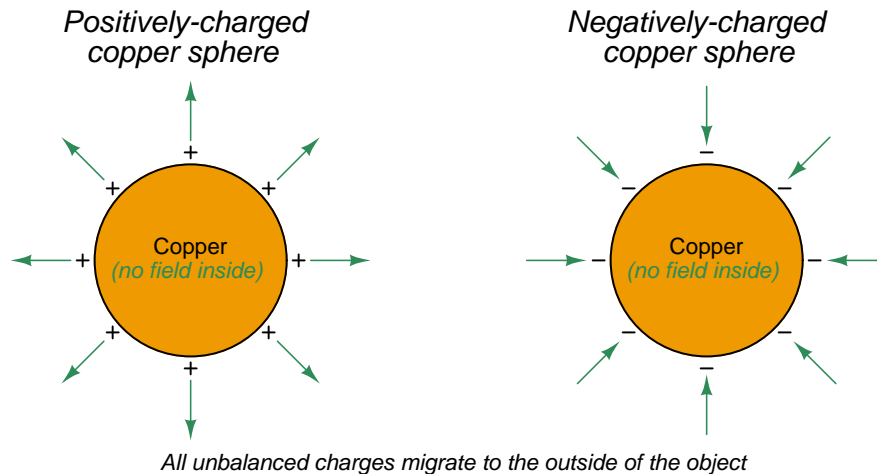 Positively-charged
copper sphere
+
+ +
+ Copper +
(no field inside)
+ +
+
Negatively-charged
copper sphere
−
− −
− Copper −
(no field inside)
− −
−
All unbalanced charges migrate to the outside of the object